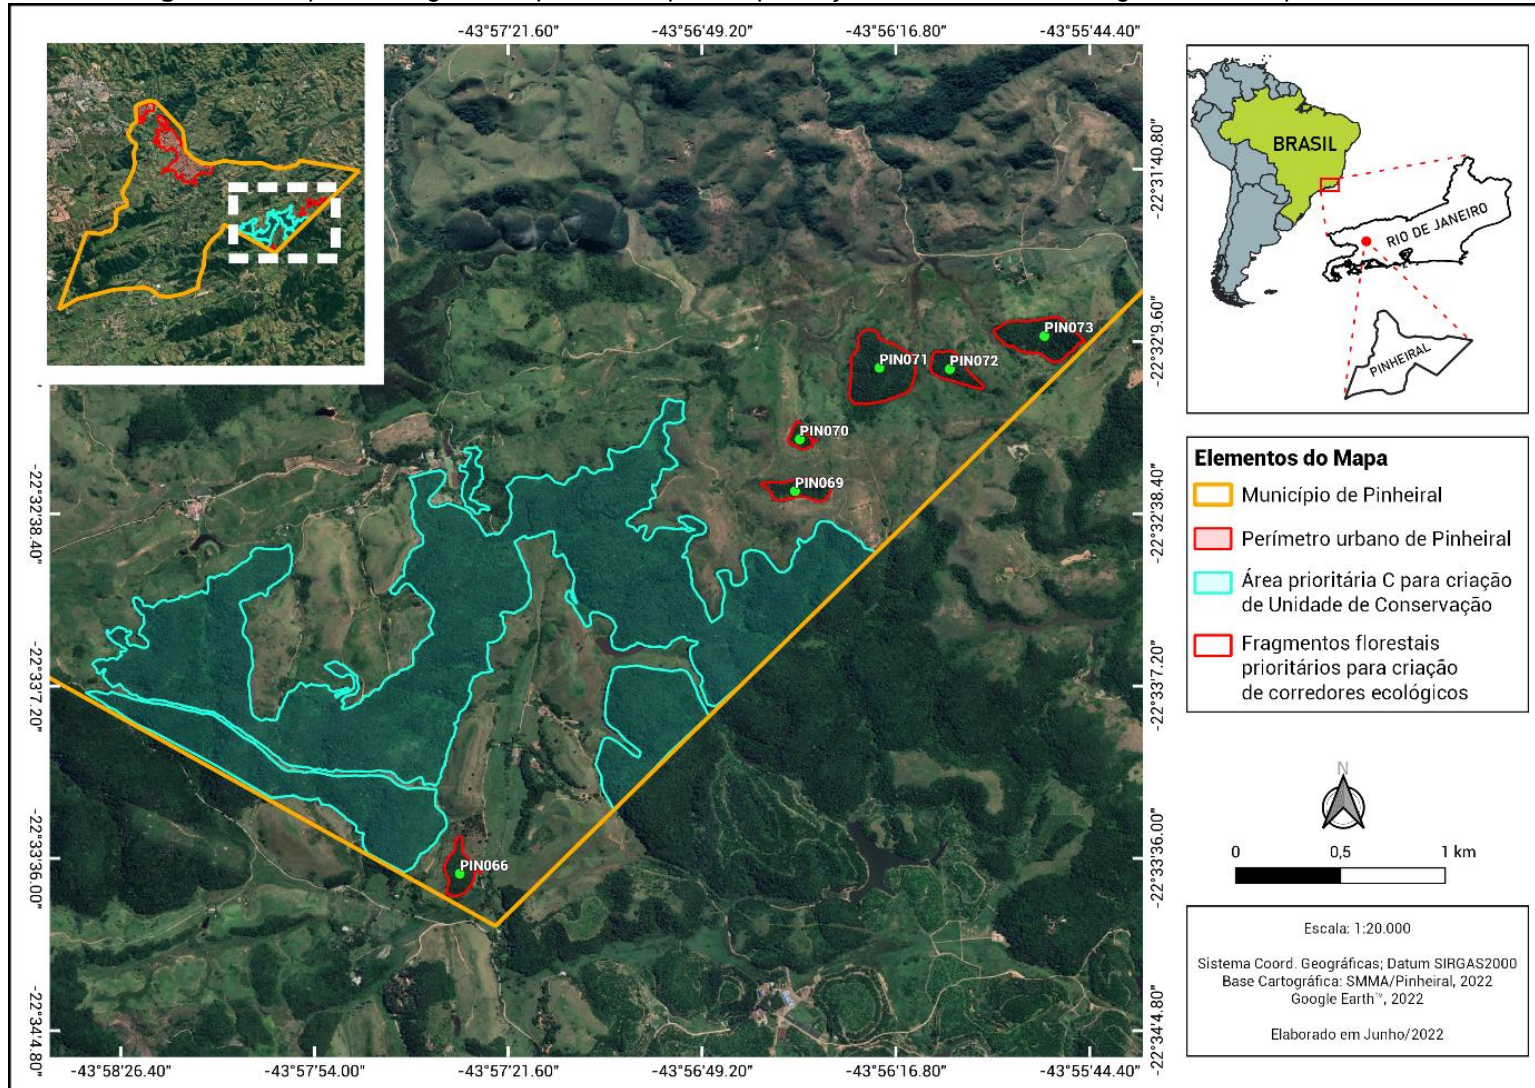 -43°57'21.60" -43°56'49.20" -43°56'16.80" -43°55'44.40"
-22°31'40.80"
-22°32'9.60"
-22°32'38.40"
-22°33'7.20"
-22°33'36.00"
-22°34'4.80"
-22°32'38.40"
-22°33'7.20"
-22°33'36.00"
-22°34'4.80"
PIN073
PIN071
PIN072
PIN070
PIN069
PIN066
-43°58'26.40" -43°57'54.00" -43°57'21.60" -43°56'49.20" -43°56'16.80" -43°55'44.40"
BRASIL
RIO DE JANEIRO
PINHEIRAL
Elementos do Mapa
Município de Pinheiral
Perímetro urbano de Pinheiral
Área prioritária C para criação
de Unidade de Conservação
Fragmentos florestais
prioritários para criação
de corredores ecológicos
N
0 0,5 1 km
Escala: 1:20.000
Sistema Coord. Geográficas; Datum SIRGAS2000
Base Cartográfica: SMMA/Pinheiral, 2022
Google Earth™, 2022
Elaborado em Junho/2022